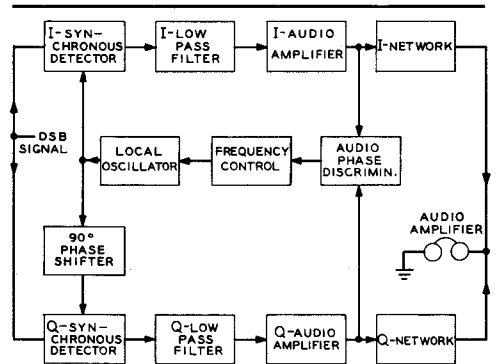 I-SYN-
CHRONOUS
DETECTOR
I-LOW
PASS
FILTER
I-AUDIO
AMPLIFIER
I-NETWORK
DSB
SIGNAL
LOCAL
OSCILLATOR
FREQUENCY
CONTROL
AUDIO
PHASE
DISCRIMIN.
90°
PHASE
SHIFTER
AUDIO
AMPLIFIER
Q-SYN-
CHRONOUS
DETECTOR
Q-LOW
PASS
FILTER
Q-AUDIO
AMPLIFIER
Q-NETWORK